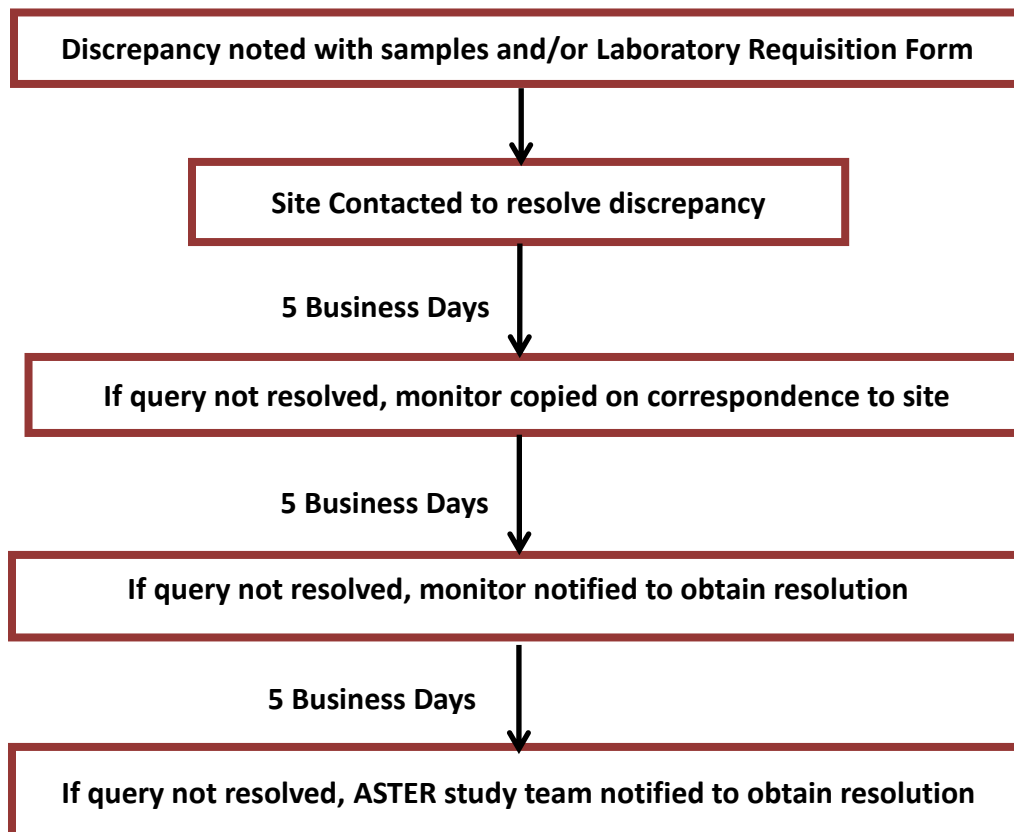 Discrepancy noted with samples and/or Laboratory Requisition Form
Site Contacted to resolve discrepancy
5 Business Days
If query not resolved, monitor copied on correspondence to site
5 Business Days
If query not resolved, monitor notified to obtain resolution
5 Business Days
If query not resolved, ASTER study team notified to obtain resolution